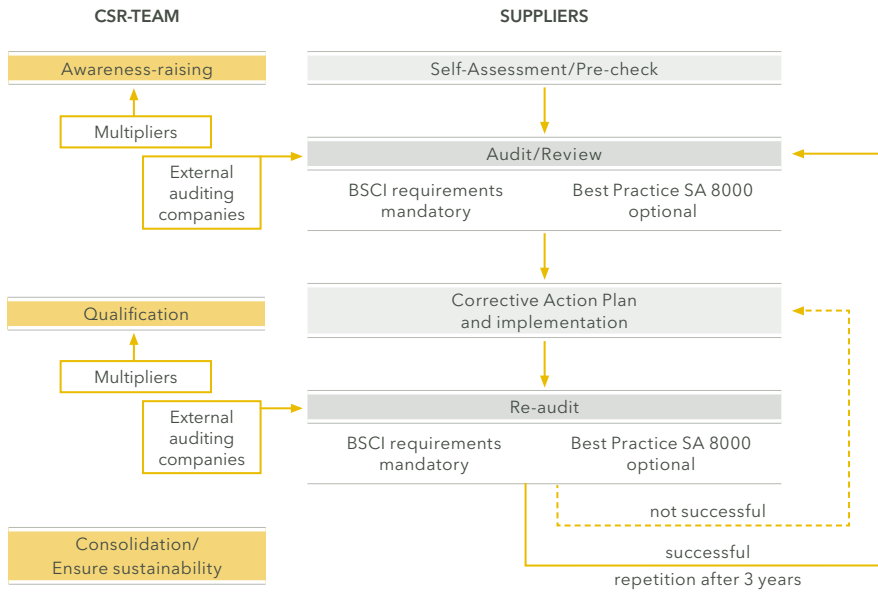 CSR-TEAM
SUPPLIERS
Awareness-raising
Self-Assessment/Pre-check
Multipliers
Audit/Review
External
auditing
companies
BSCI requirements
mandatory
Best Practice SA 8000
optional
Qualification
Corrective Action Plan
and implementation
Multipliers
Re-audit
External
auditing
companies
BSCI requirements
mandatory
Best Practice SA 8000
optional
not successful
Consolidation/
Ensure sustainability
successful
repetition after 3 years